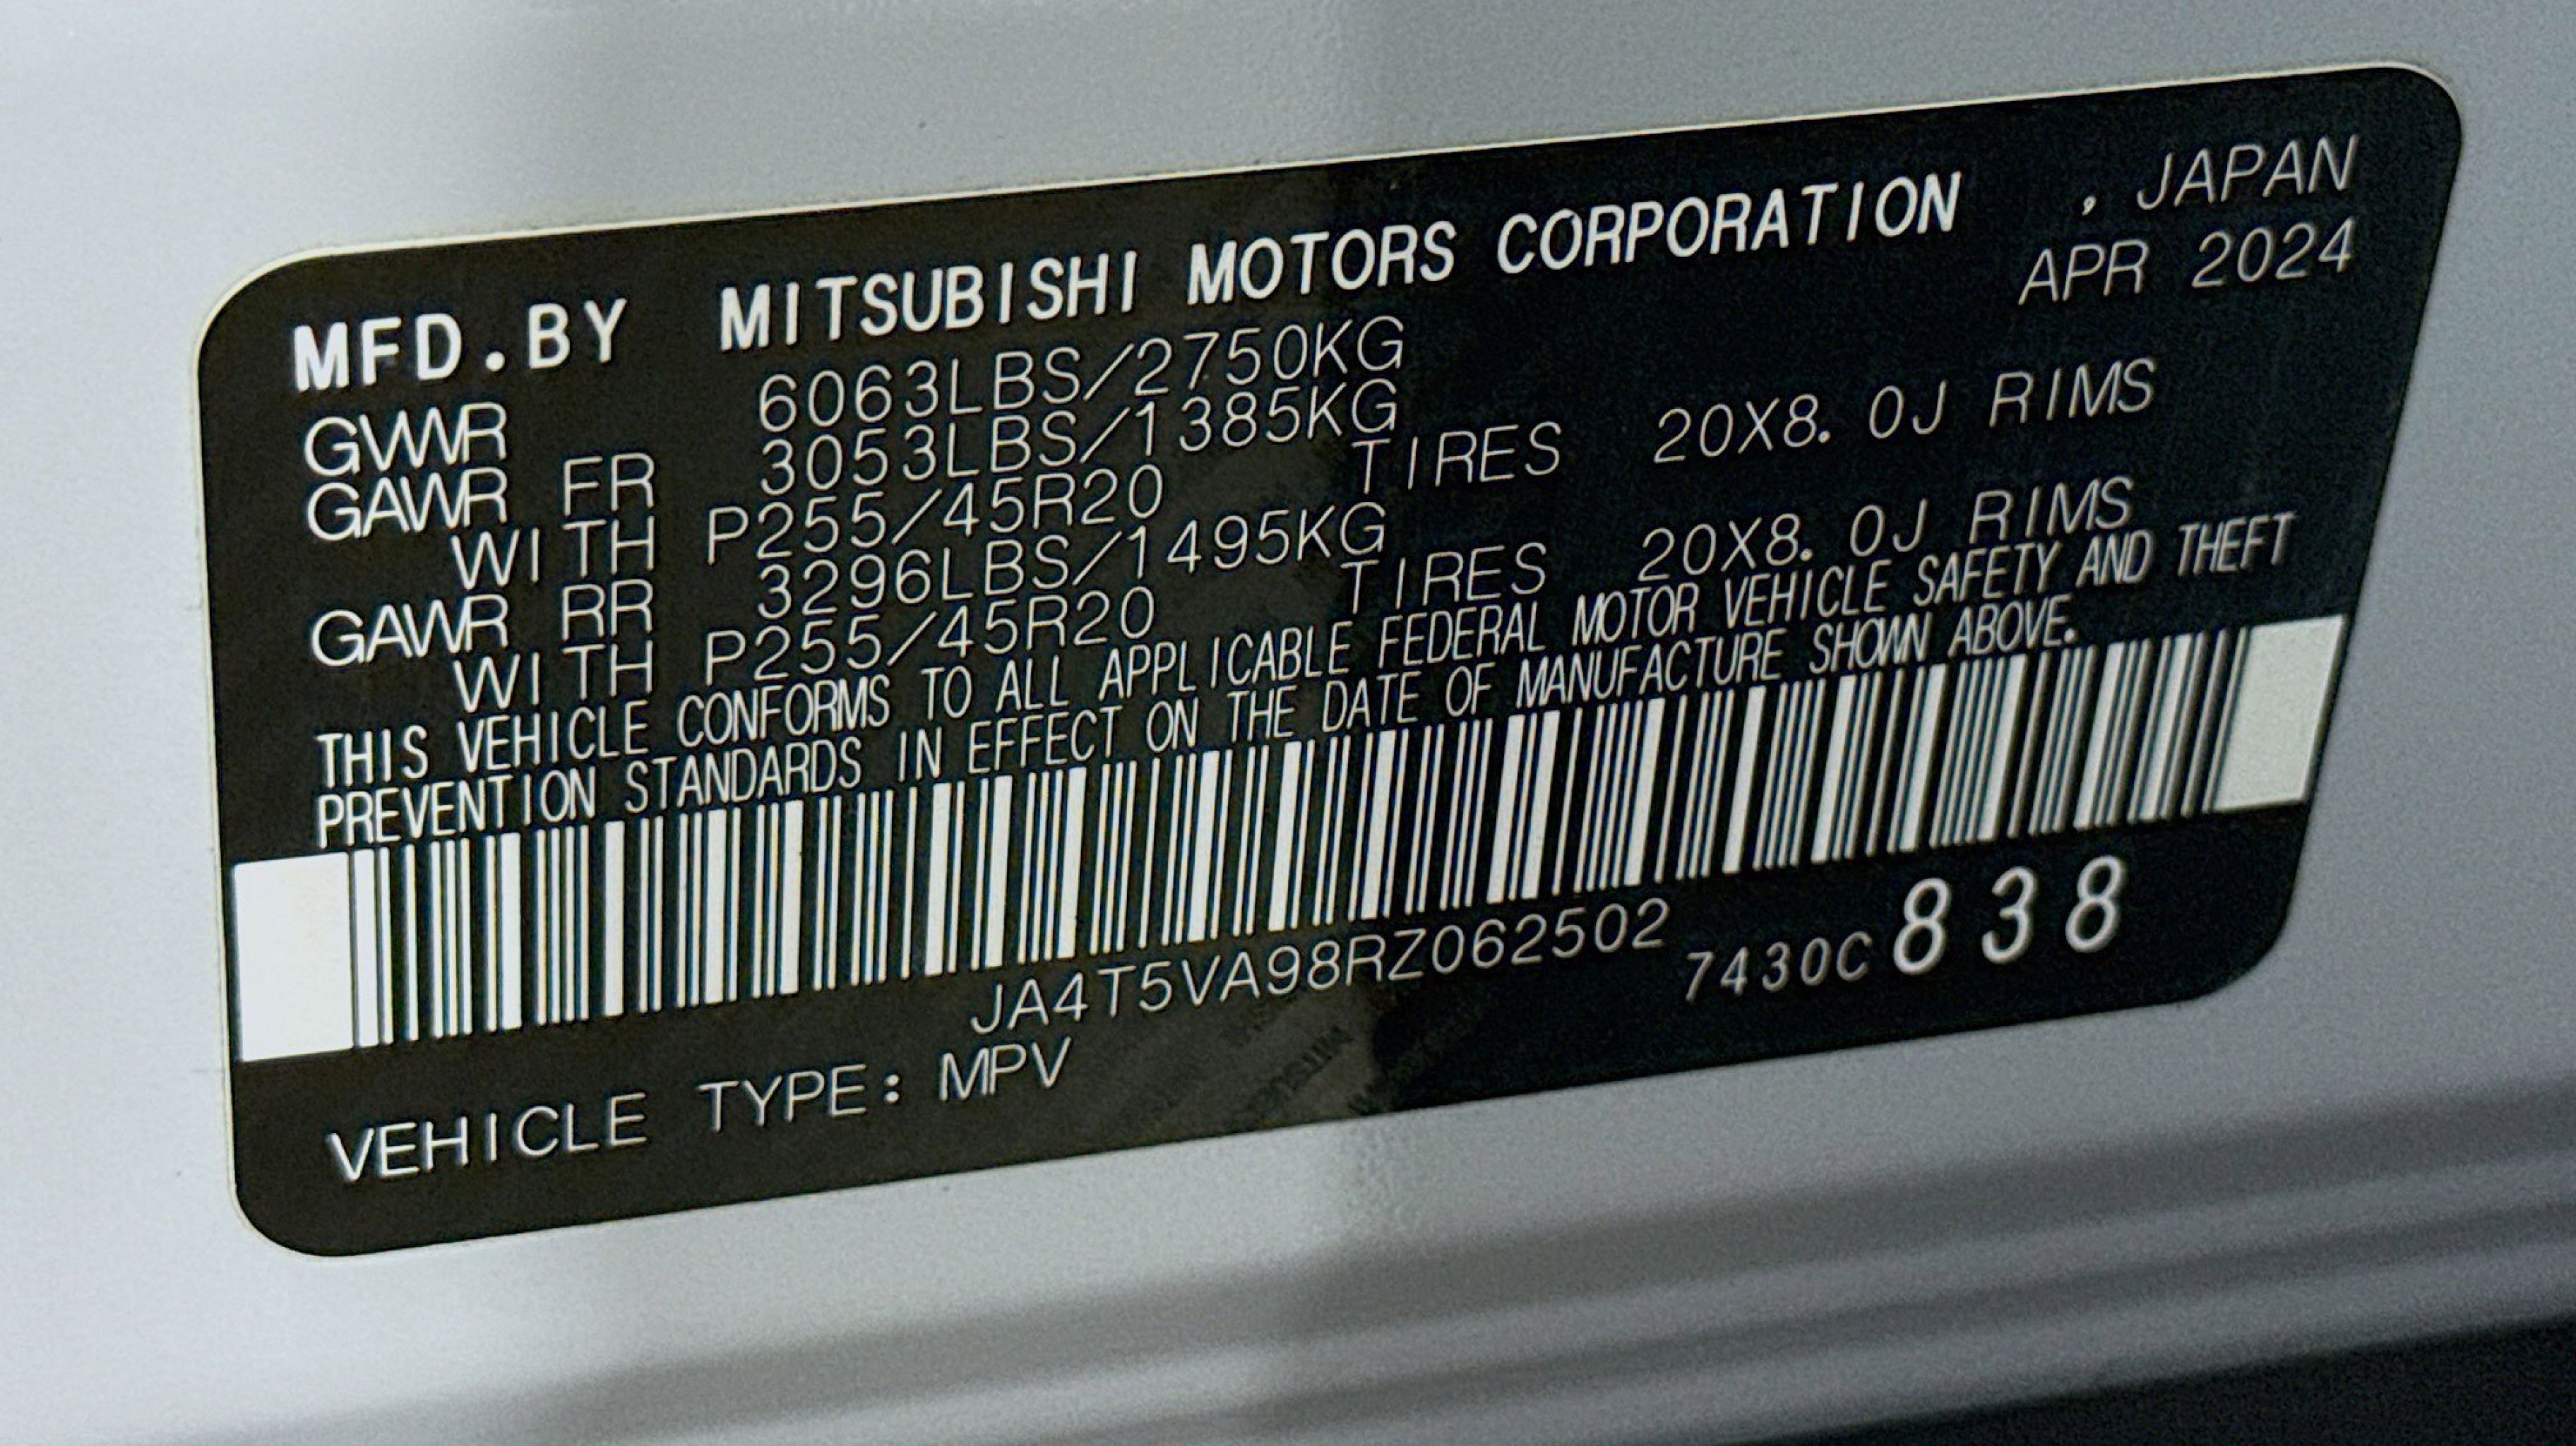 MFD.BY MITSUBISHI MOTORS CORPORATION , JAPAN
APR 2024
GVWR 6063LBS/2750KG
GAWR FR 3053LBS/1385KG
WITH P255/45R20 TIRES 20X8.0J RIMS
GAWR RR 3296LBS/1495KG
WITH P255/45R20 TIRES 20X8.0J RIMS
THIS VEHICLE CONFORMS TO ALL APPLICABLE FEDERAL MOTOR VEHICLE SAFETY AND THEFT
PREVENTION STANDARDS IN EFFECT ON THE DATE OF MANUFACTURE SHOWN ABOVE.
JA4T5VA98RZ062502 7430C838
VEHICLE TYPE: MPV